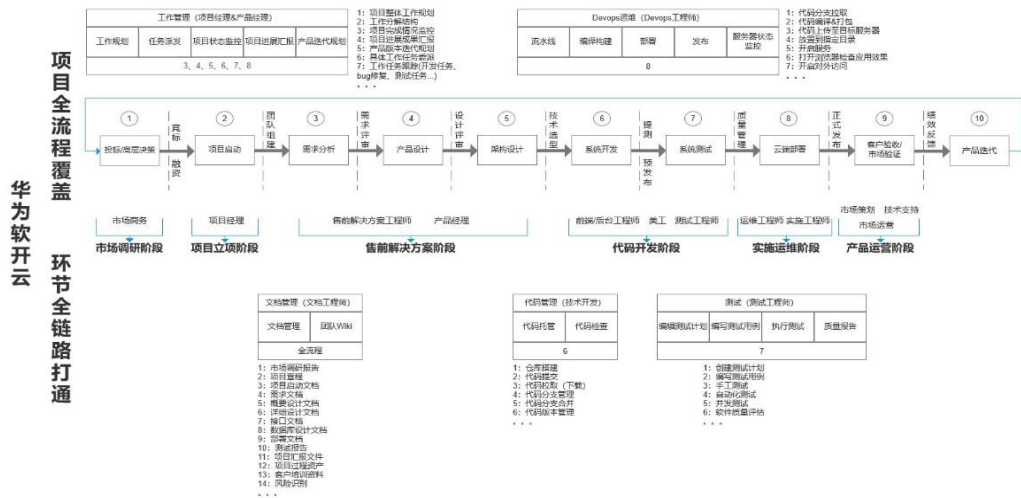 华为软开云
项目全流程覆盖
环节全链路打通
工作管理（项目经理&产品经理）
工作规划 任务派发 项目状态监控 项目进展汇报 产品迭代规划
3、4、5、6、7、8
1：项目整体工作规划
2：工作分解结构
3：项目完成情况监控
4：项目进展成果汇报
5：产品版本迭代规划
6：具体工作任务委派
7：工作任务跟踪(开发任务、
bug修复、测试任务...)
· · ·
Devops运维（Devops工程师）
流水线 编译构建 部署 发布 服务器状态
监控
8
1：代码分支拉取
2：代码编译&打包
3：代码上传至目标服务器
4：放置到指定目录
5：开启服务
6：打开浏览器检查应用效果
7：开启对外访问
· · ·
1 2 3 4 5 6 7 8 9 10
投标/高层决策
竞标
融资
项目启动
团队组建
需求分析
需求评审
产品设计
设计评审
架构设计
技术选型
系统开发
提测
预发布
系统测试
质量管理
云端部署
正式发布
客户验收/
市场验证
绩效反馈
产品迭代
市场商务
市场调研阶段
项目经理
项目立项阶段
售前解决方案工程师 产品经理
售前解决方案阶段
前端/后台工程师 美工 测试工程师
代码开发阶段
运维工程师 实施工程师
实施运维阶段
市场策划 技术支持
市场运营
产品运营阶段
文档管理（文档工程师）
文档管理 团队Wiki
全流程
1：市场调研报告
2：项目章程
3：项目启动文档
4：需求文档
5：概要设计文档
6：详细设计文档
7：接口文档
8：数据库设计文档
9：部署文档
10：测试报告
11：项目汇报文件
12：项目过程资产
13：客户培训资料
14：风险识别
· · ·
代码管理（技术开发）
代码托管 代码检查
6
1：仓库搭建
2：代码提交
3：代码拉取（下载）
4：代码分支管理
5：代码分支合并
6：代码版本管理
· · ·
测试（测试工程师）
编辑测试计划 编写测试用例 执行测试 质量报告
7
1：创建测试计划
2：编写测试用例
3：手工测试
4：自动化测试
5：并发测试
6：软件质量评估
· · ·